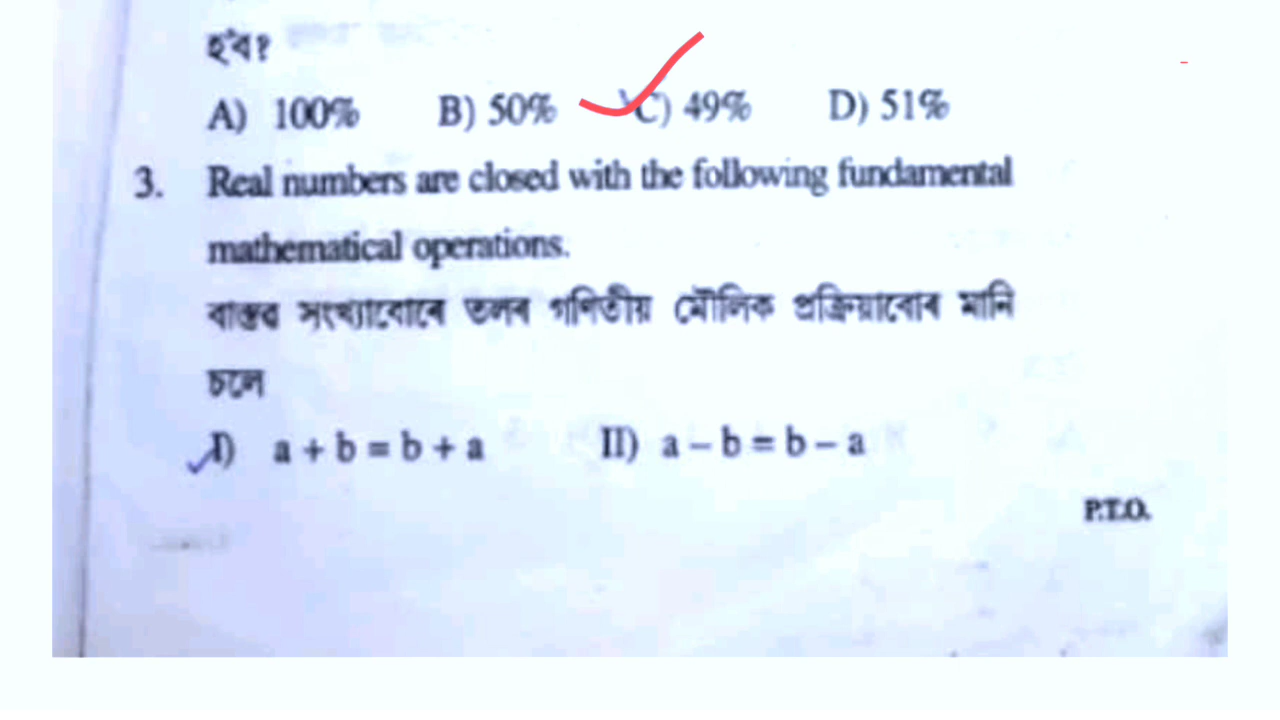 হ'ব?
A) 100% B) 50% C) 49% D) 51%
3. Real numbers are closed with the following fundamental
mathematical operations.
বাস্তৱ সংখ্যাবোৰে তলৰ গণিতীয় মৌলিক প্ৰক্ৰিয়াবোৰ মানি
চলে
I) a + b = b + a II) a – b = b – a
P.T.O.